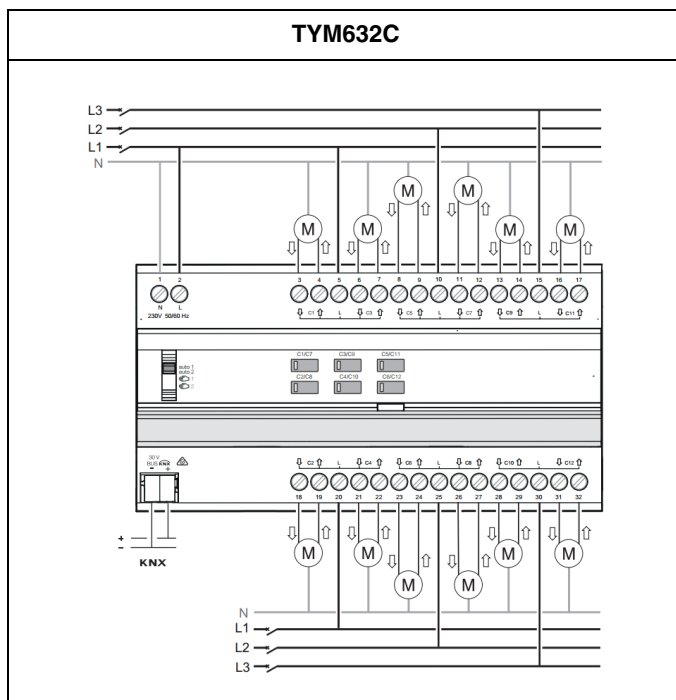 TYM632C
L3
L2
L1
N
M M
M M M M
1 2 3 4 5 6 7 8 9 10 11 12 13 14 15 16 17
N L C1 L C3 C5 L C7 C9 L C11
230V 50/60 Hz
C1/C7 C3/C9 C5/C11
auto 1
auto 2
1
2
C2/C8 C4/C10 C6/C12
30 V
BUS KNX
- +
C2 L C4 C6 L C8 C10 L C12
18 19 20 21 22 23 24 25 26 27 28 29 30 31 32
+
-
KNX
M M M M
M M
N
L1
L2
L3